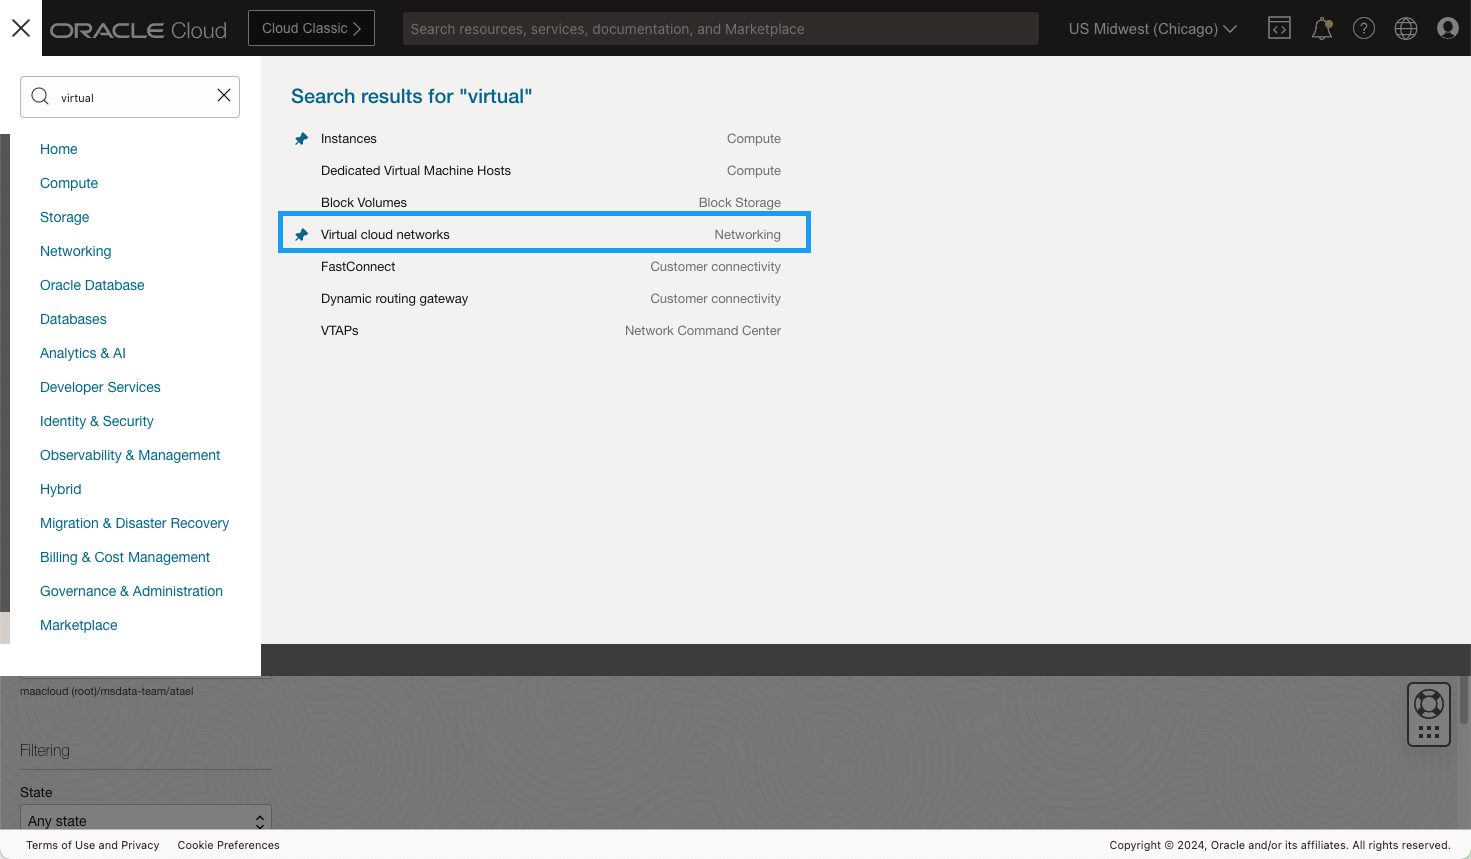 ORACLE Cloud
Cloud Classic
Search resources, services, documentation, and Marketplace
US Midwest (Chicago)
virtual
Home
Compute
Storage
Networking
Oracle Database
Databases
Analytics & AI
Developer Services
Identity & Security
Observability & Management
Hybrid
Migration & Disaster Recovery
Billing & Cost Management
Governance & Administration
Marketplace
Search results for "virtual"
Instances Compute
Dedicated Virtual Machine Hosts Compute
Block Volumes Block Storage
Virtual cloud networks Networking
FastConnect Customer connectivity
Dynamic routing gateway Customer connectivity
VTAPs Network Command Center
maacloud (root)/msdata-team/atael
Filtering
State
Any state
Terms of Use and Privacy Cookie Preferences
Copyright © 2024, Oracle and/or its affiliates. All rights reserved.